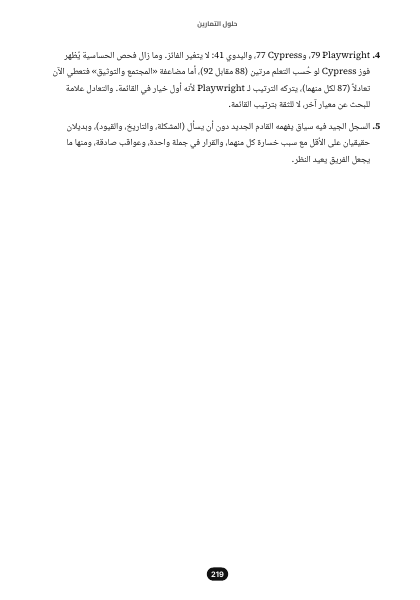 حلول التمارين
4. Playwright 79، وCypress 77، واليدوي 41: لا يتغير الفائز. وما زال فحص الحساسية يُظهر
فوز Cypress لو حُسب التعلم مرتين (88 مقابل 92)، أما مضاعفة «المجتمع والتوثيق» فتعطي الآن
تعادلاً (87 لكل منهما)، يتركه الترتيب لـ Playwright لأنه أول خيار في القائمة. والتعادل علامة
للبحث عن معيار آخر، لا للثقة بترتيب القائمة.
5. السجل الجيد فيه سياق يفهمه القادم الجديد دون أن يسأل (المشكلة، والتاريخ، والقيود)، وبديلان
حقيقيان على الأقل مع سبب خسارة كل منهما، والقرار في جملة واحدة، وعواقب صادقة، ومنها ما
يجعل الفريق يعيد النظر.
219